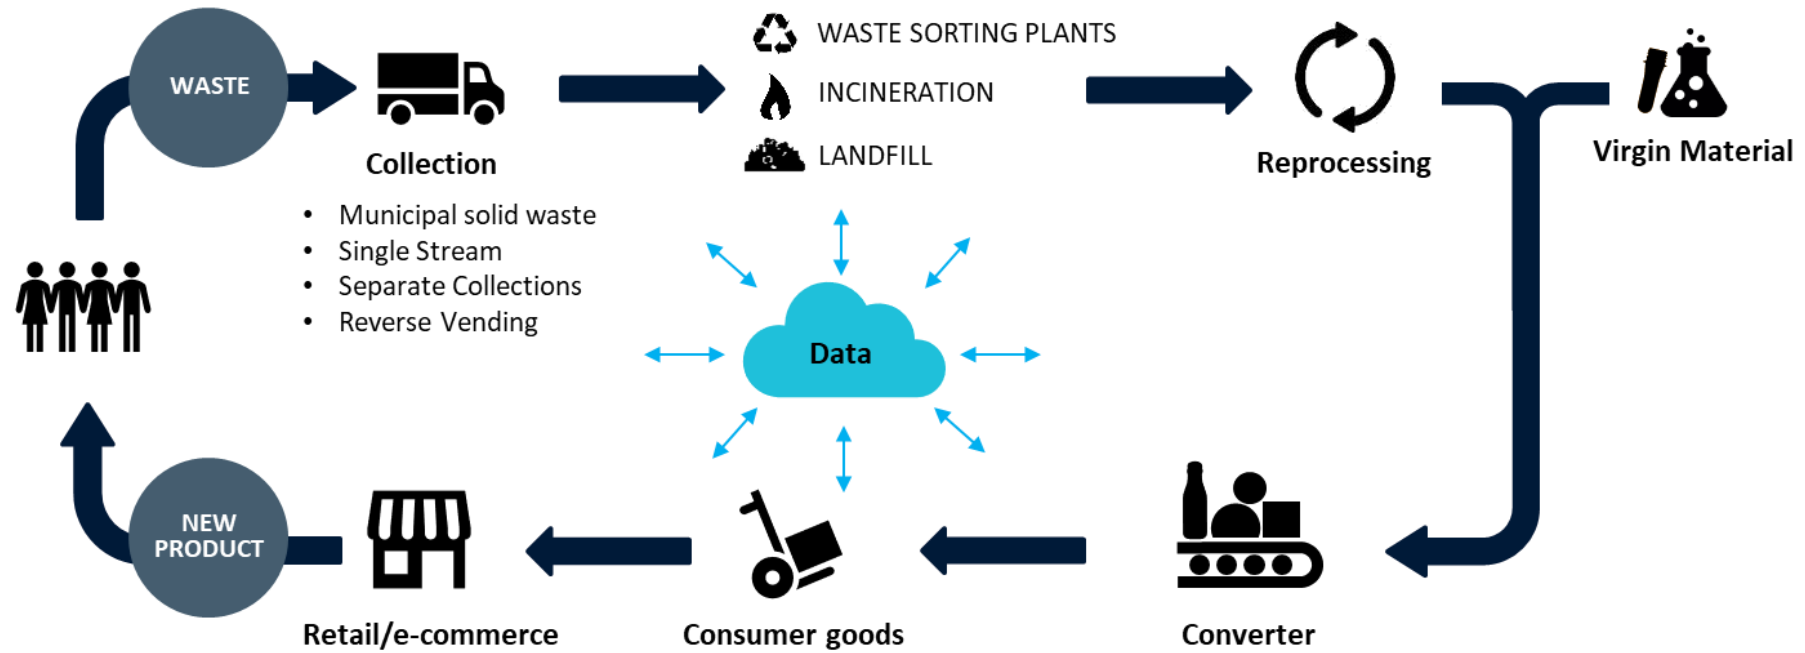 WASTE
WASTE SORTING PLANTS
INCINERATION
LANDFILL
Collection
• Municipal solid waste
• Single Stream
• Separate Collections
• Reverse Vending
Reprocessing
Virgin Material
Data
NEW
PRODUCT
Retail/e-commerce
Consumer goods
Converter